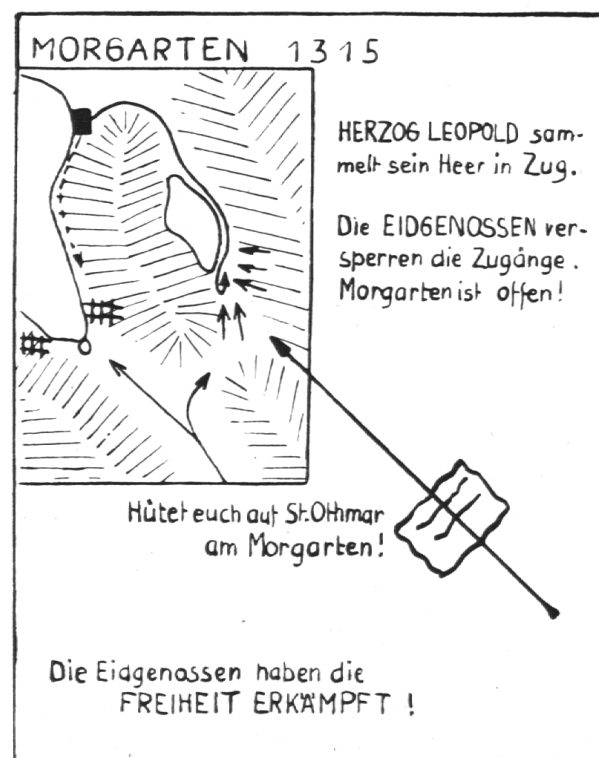 MORGARTEN 1315
HERZOG LEOPOLD sam-
melt sein Heer in Zug.
Die EIDGENOSSEN ver-
sperren die Zugänge.
Morgarten ist offen!
Hütet euch auf St. Othmar
am Morgarten!
Die Eidgenossen haben die
FREIHEIT ERKÄMPFT!